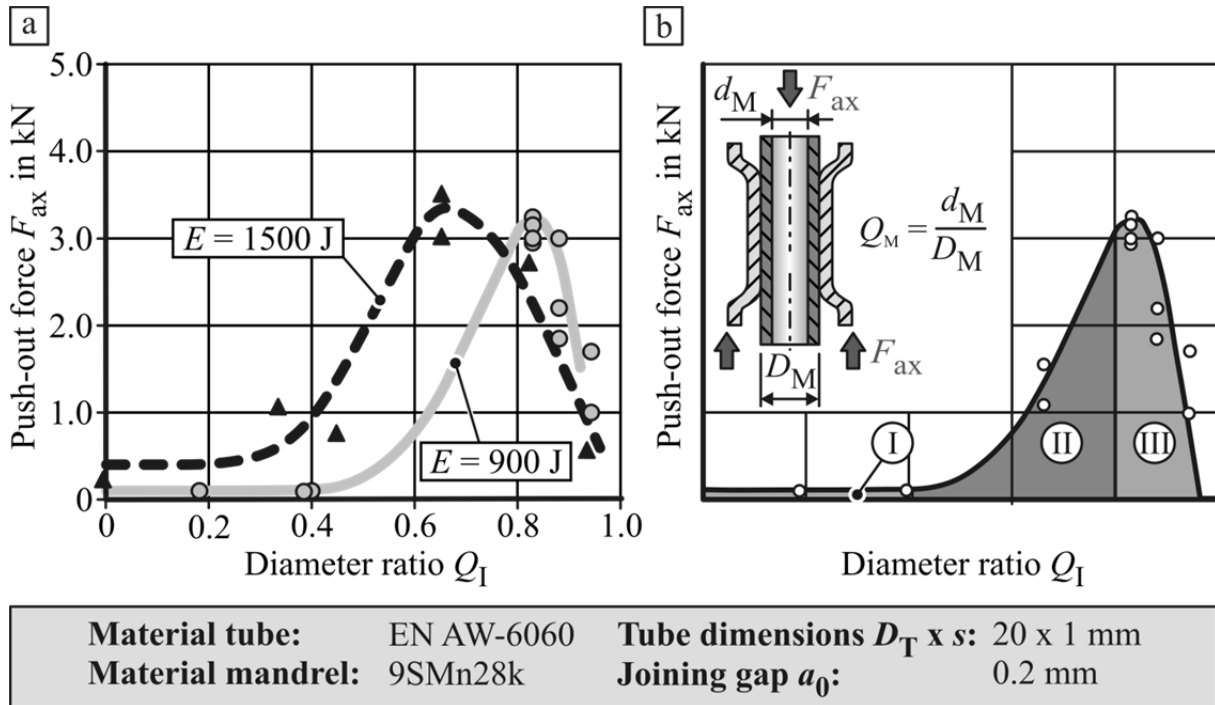 a
5.0
4.0
3.0
2.0
1.0
0
Push-out force F_ax in kN
E = 1500 J
E = 900 J
0 0.2 0.4 0.6 0.8 1.0
Diameter ratio Q_I
b
Push-out force F_ax in kN
d_M F_ax
Q_M = d_M / D_M
F_ax
D_M
I II III
Diameter ratio Q_I
Material tube: EN AW-6060 Tube dimensions D_T x s: 20 x 1 mm
Material mandrel: 9SMn28k Joining gap a_0: 0.2 mm